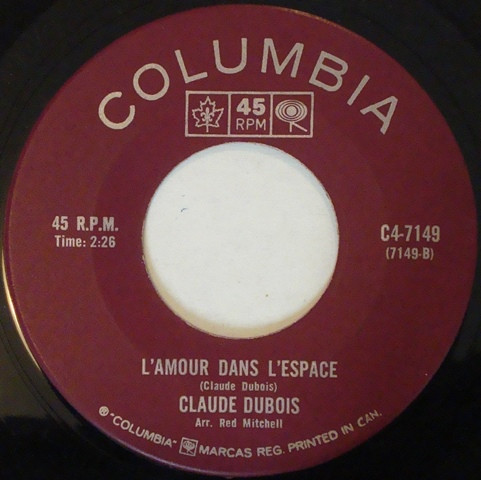 COLUMBIA
45
RPM
45 R.P.M.
Time: 2:26
C4-7149
(7149-B)
L'AMOUR DANS L'ESPACE
(Claude Dubois)
CLAUDE DUBOIS
Arr. Red Mitchell
® "COLUMBIA" MARCAS REG. PRINTED IN CAN.